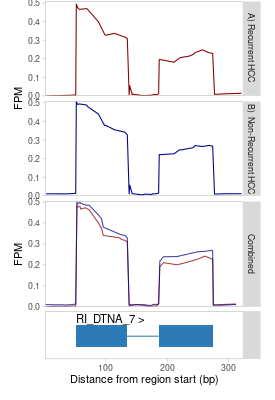 0.5
0.4
0.3
0.2
0.1
0.0
FPM
A) Recurrent HCC
0.5
0.4
0.3
0.2
0.1
0.0
B) Non-Recurrent HCC
0.5
0.4
0.3
0.2
0.1
0.0
FPM
Combined
RI_DTNA_7 >
0 100 200 300
Distance from region start (bp)